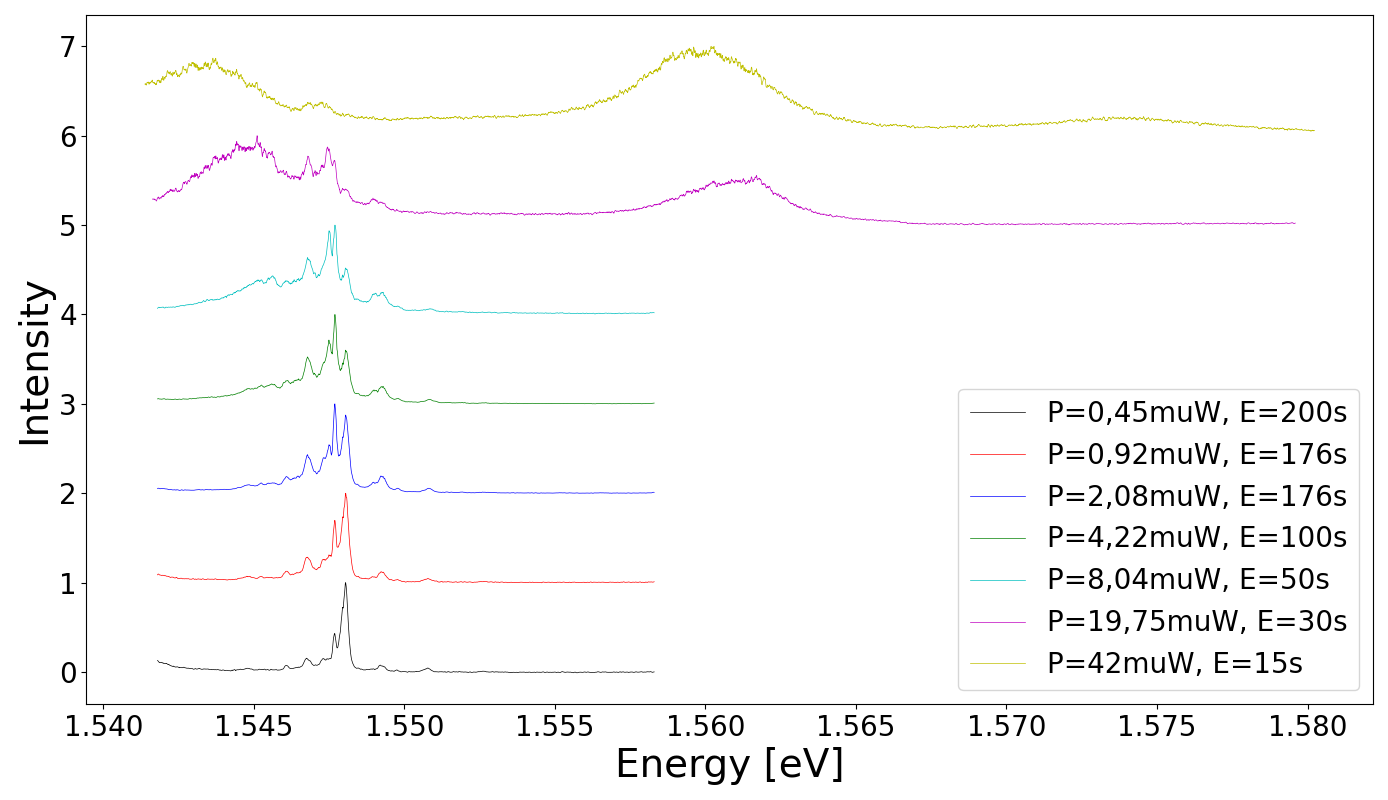 7
6
5
4
3
2
1
0
Intensity
P=0,45muW, E=200s
P=0,92muW, E=176s
P=2,08muW, E=176s
P=4,22muW, E=100s
P=8,04muW, E=50s
P=19,75muW, E=30s
P=42muW, E=15s
1.540 1.545 1.550 1.555 1.560 1.565 1.570 1.575 1.580
Energy [eV]